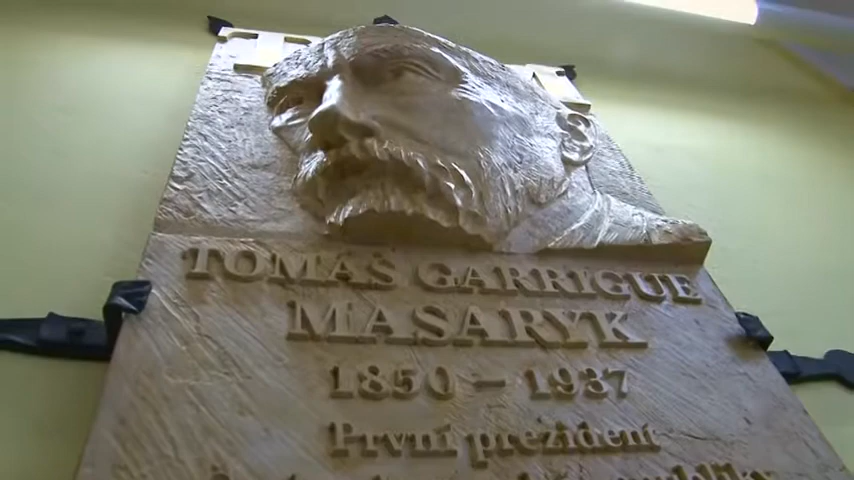 TOMÁŠ GARRIGUE
MASARYK
1850 – 1937
První prezident